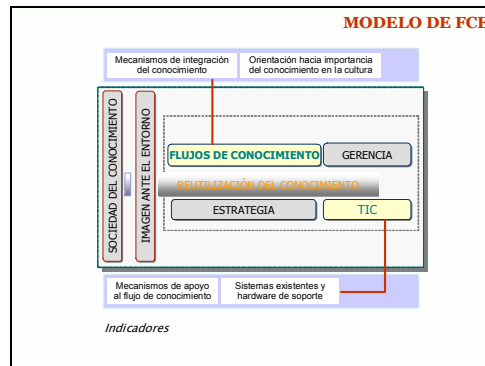 MODELO DE FCE
Mecanismos de integración
del conocimiento
Orientación hacia importancia
del conocimiento en la cultura
SOCIEDAD DEL CONOCIMIENTO
IMAGEN ANTE EL ENTORNO
FLUJOS DE CONOCIMIENTO
GERENCIA
REUTILIZACIÓN DEL CONOCIMIENTO
ESTRATEGIA
TIC
Mecanismos de apoyo
al flujo de conocimiento
Sistemas existentes y
hardware de soporte
Indicadores